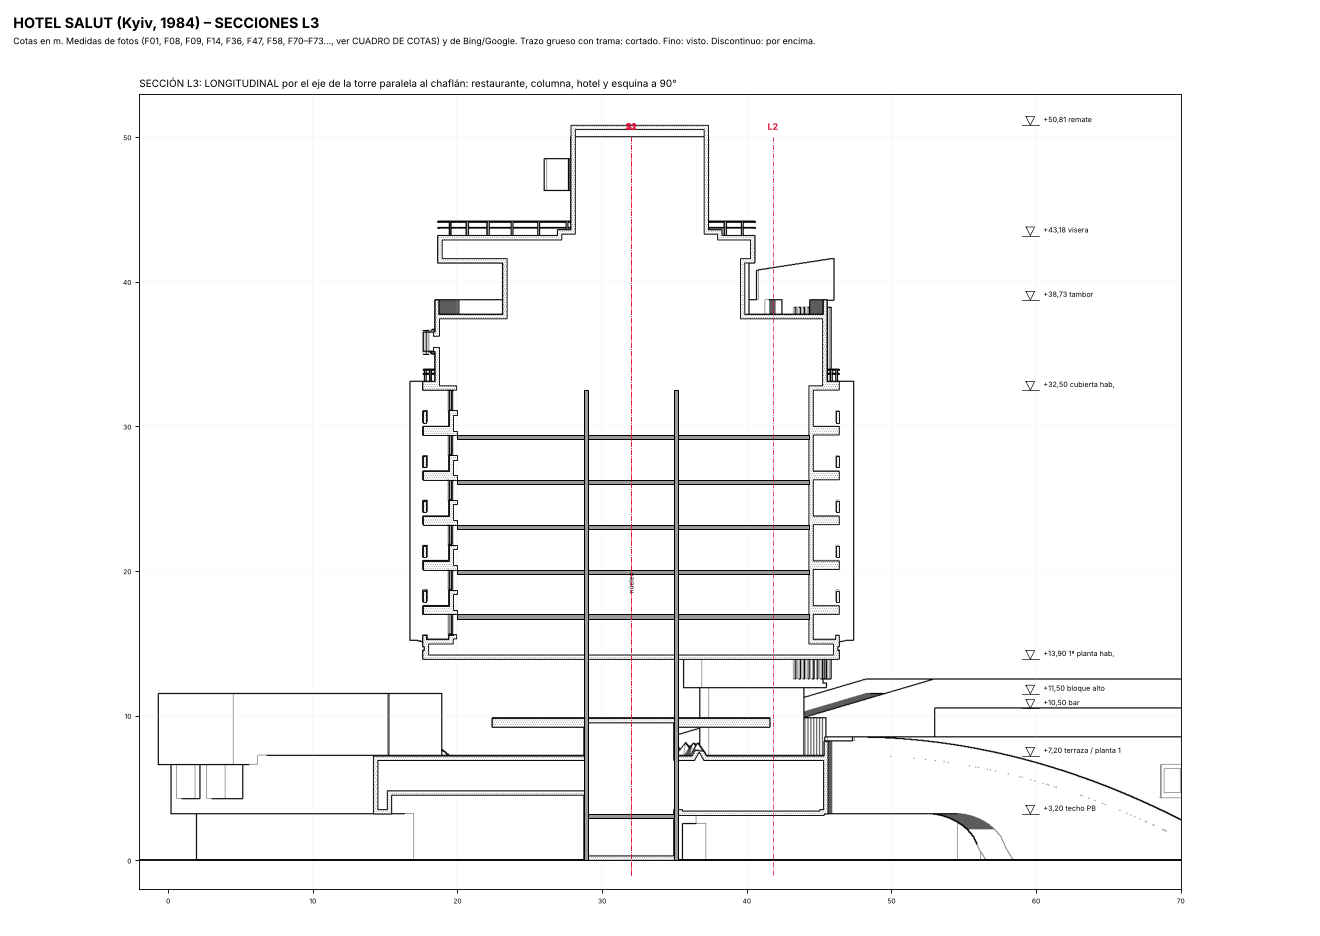 HOTEL SALUT (Kyiv, 1984) – SECCIONES L3
Cotas en m. Medidas de fotos (F01, F08, F09, F14, F36, F47, F58, F70–F73..., ver CUADRO DE COTAS) y de Bing/Google. Trazo grueso con trama: cortado. Fino: visto. Discontinuo: por encima.
SECCIÓN L3: LONGITUDINAL por el eje de la torre paralela al chaflán: restaurante, columna, hotel y esquina a 90°
L2
+50,81 remate
50
+43,18 visera
40
+38,73 tambor
+32,50 cubierta hab,
30
20
núcleo
+13,90 1ª planta hab,
+11,50 bloque alto
+10,50 bar
10
+7,20 terraza / planta 1
+3,20 techo PB
0
0 10 20 30 40 50 60 70